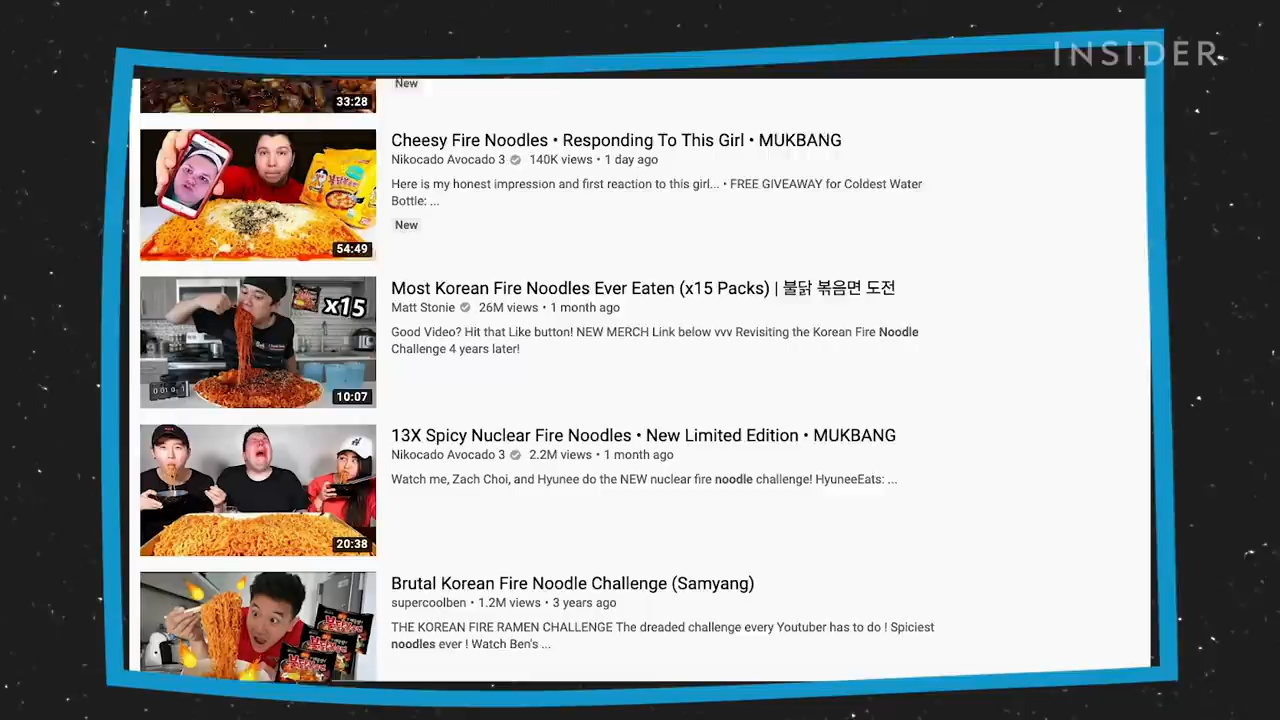 INSIDER
New
33:28
Cheesy Fire Noodles • Responding To This Girl • MUKBANG
Nikocado Avocado 3 140K views • 1 day ago
Here is my honest impression and first reaction to this girl... • FREE GIVEAWAY for Coldest Water
Bottle: ...
New
54:49
Most Korean Fire Noodles Ever Eaten (x15 Packs) | 불닭 볶음면 도전
x15
Matt Stonie 26M views • 1 month ago
Good Video? Hit that Like button! NEW MERCH Link below vvv Revisiting the Korean Fire Noodle
Challenge 4 years later!
10:07
13X Spicy Nuclear Fire Noodles • New Limited Edition • MUKBANG
Nikocado Avocado 3 2.2M views • 1 month ago
Watch me, Zach Choi, and Hyunee do the NEW nuclear fire noodle challenge! HyuneeEats: ...
20:38
Brutal Korean Fire Noodle Challenge (Samyang)
supercoolben • 1.2M views • 3 years ago
THE KOREAN FIRE RAMEN CHALLENGE The dreaded challenge every Youtuber has to do ! Spiciest
noodles ever ! Watch Ben's ...